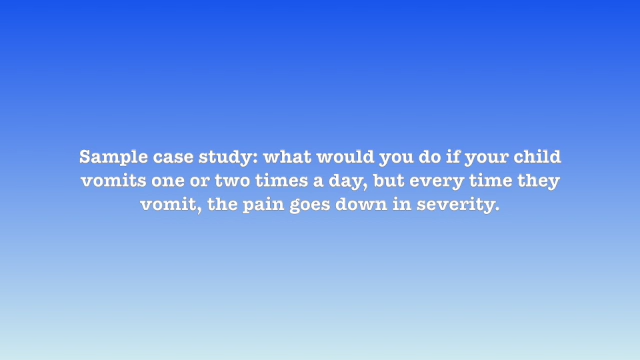 Sample case study: what would you do if your child
vomits one or two times a day, but every time they
vomit, the pain goes down in severity.